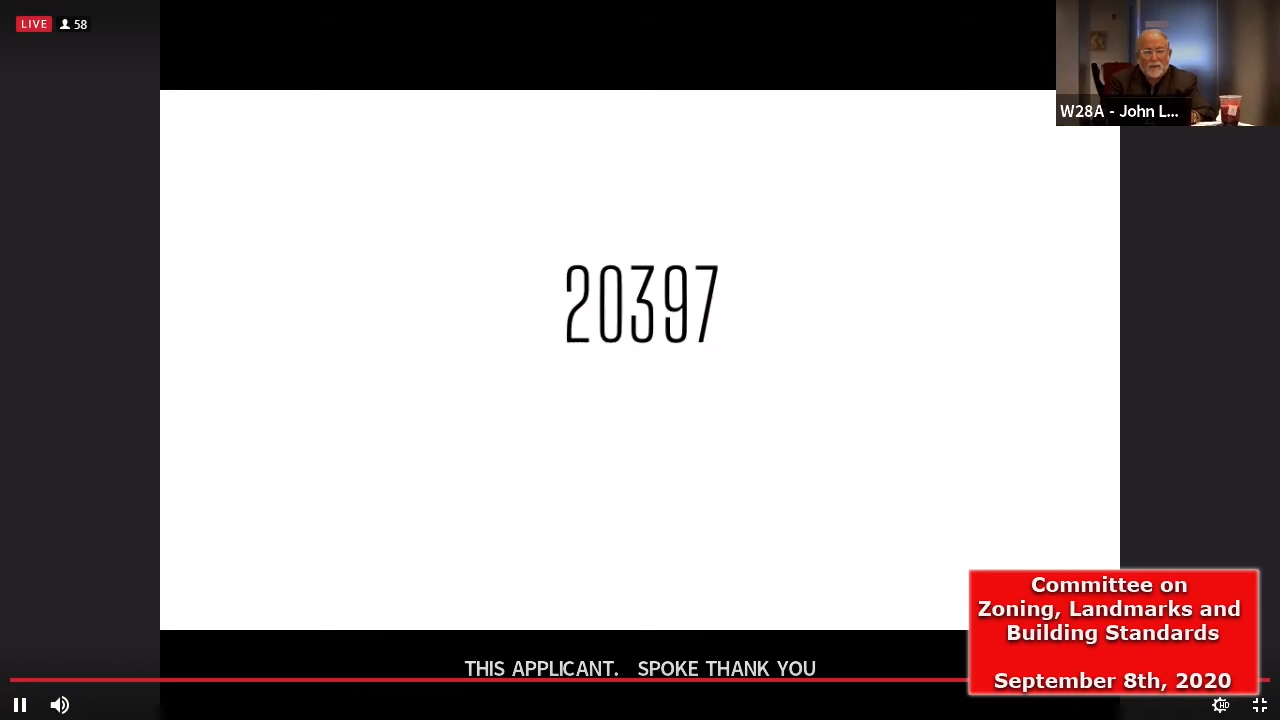 LIVE 58
W28A - John L...
20397
Committee on
Zoning, Landmarks and
Building Standards
September 8th, 2020
THIS APPLICANT. SPOKE THANK YOU
HD